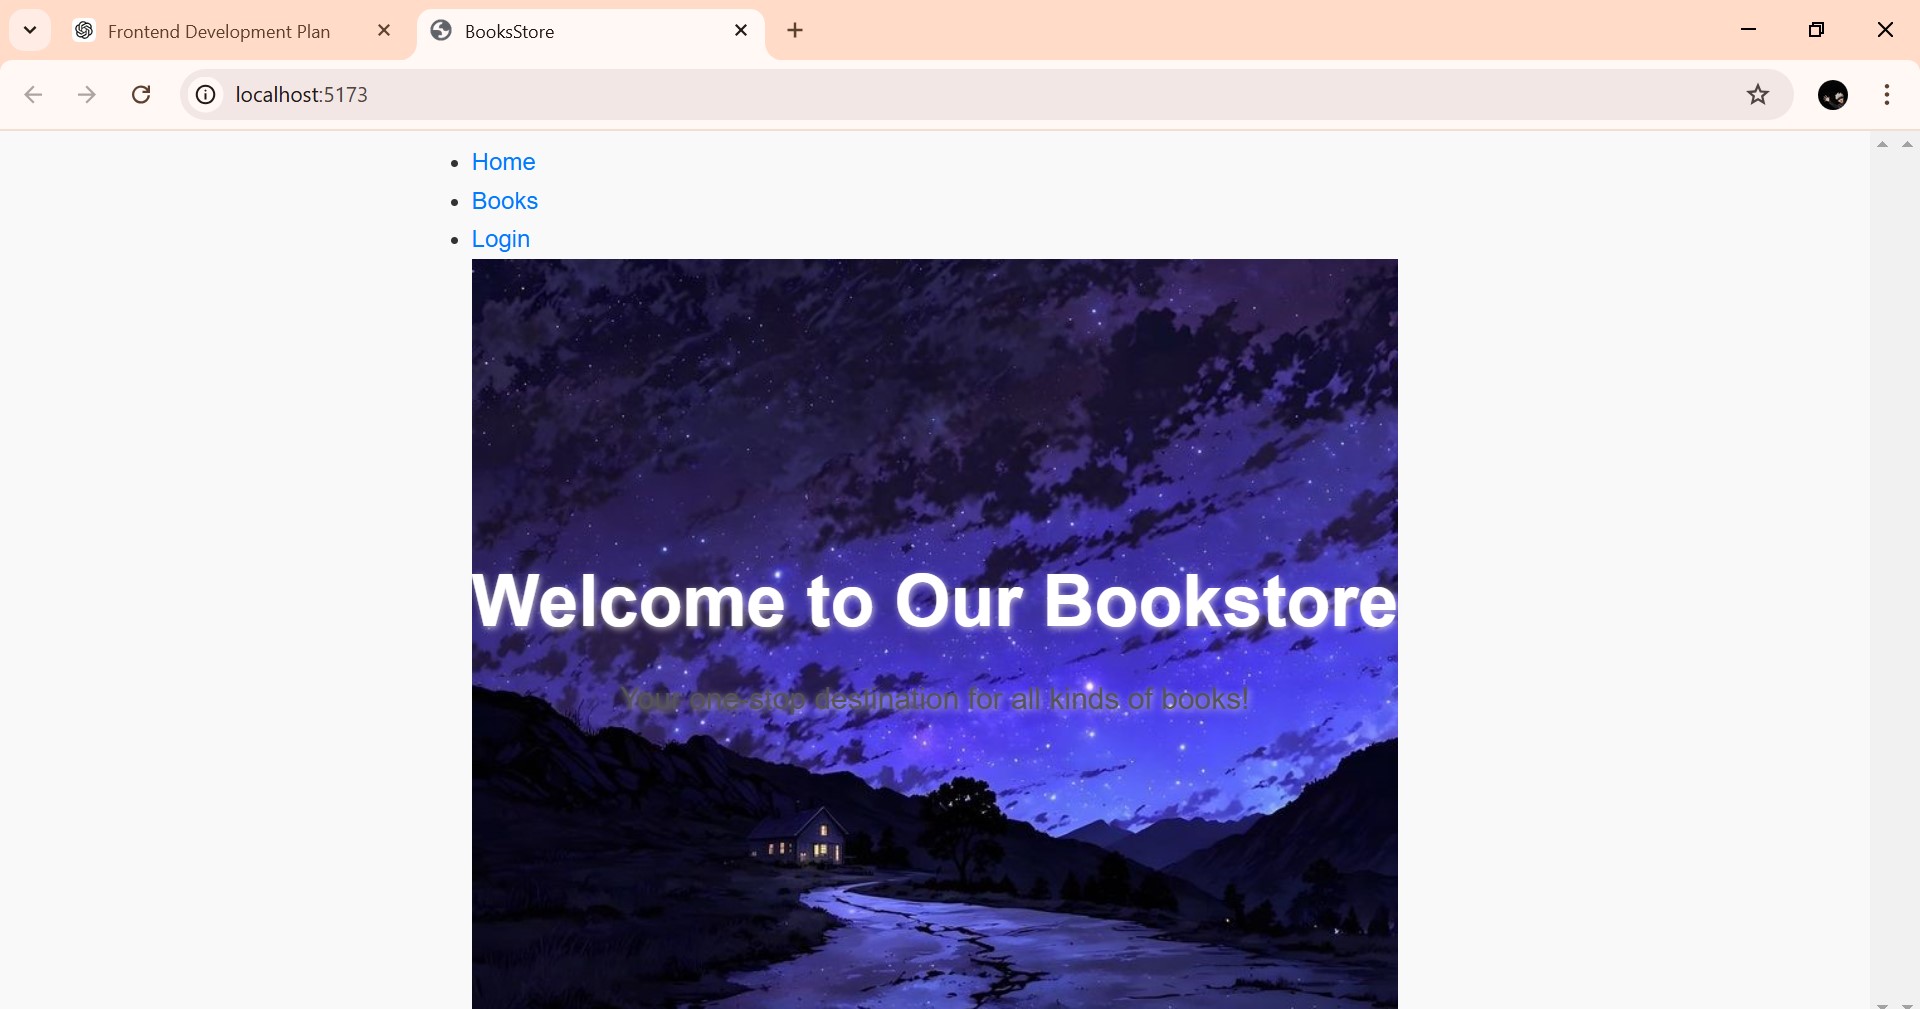 Frontend Development Plan
BooksStore
localhost:5173
Home
Books
Login
Welcome to Our Bookstore
Your one-stop destination for all kinds of books!